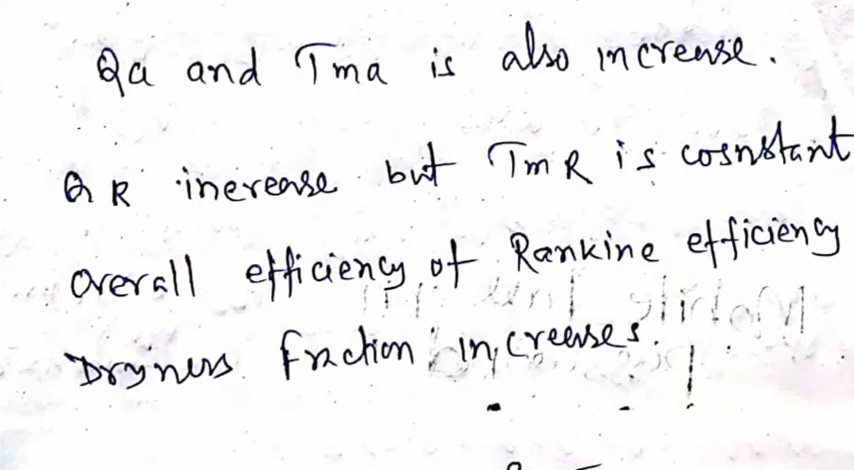 Qa and Tma is also increase.
QR increase but TmR is cosnstant
overall efficiency of Rankine efficiency
Dryness fraction increases.